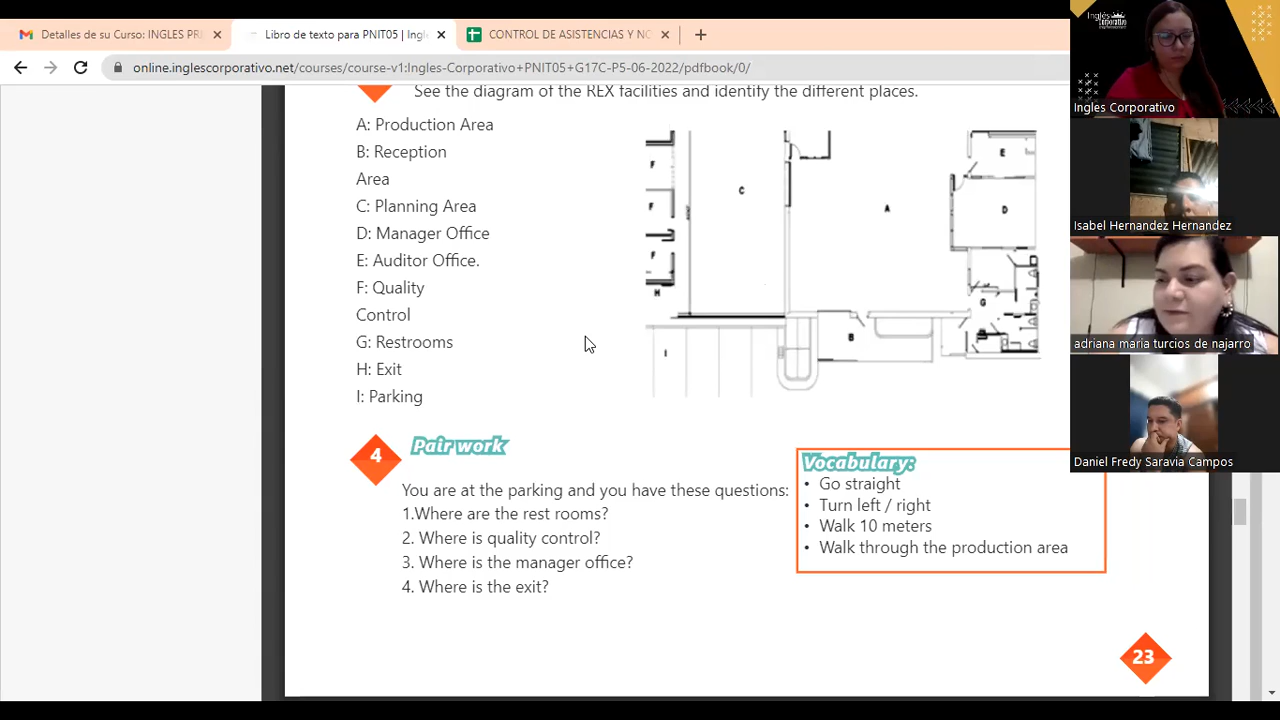 Detalles de su Curso: INGLES PRI
Libro de texto para PNIT05 | Ingl
CONTROL DE ASISTENCIAS Y NO
online.inglescorporativo.net/courses/course-v1:Ingles-Corporativo+PNIT05+G17C-P5-06-2022/pdfbook/0/
See the diagram of the REX facilities and identify the different places.
A: Production Area
B: Reception
Area
C: Planning Area
D: Manager Office
E: Auditor Office.
F: Quality
Control
G: Restrooms
H: Exit
I: Parking
F
F
F
H
I
C
A
B
E
D
G
4
Pair work
You are at the parking and you have these questions:
1.Where are the rest rooms?
2. Where is quality control?
3. Where is the manager office?
4. Where is the exit?
Vocabulary:
• Go straight
• Turn left / right
• Walk 10 meters
• Walk through the production area
23
Inglés
Corporativo
Ingles Corporativo
Isabel Hernandez Hernandez
adriana maria turcios de najarro
Daniel Fredy Saravia Campos